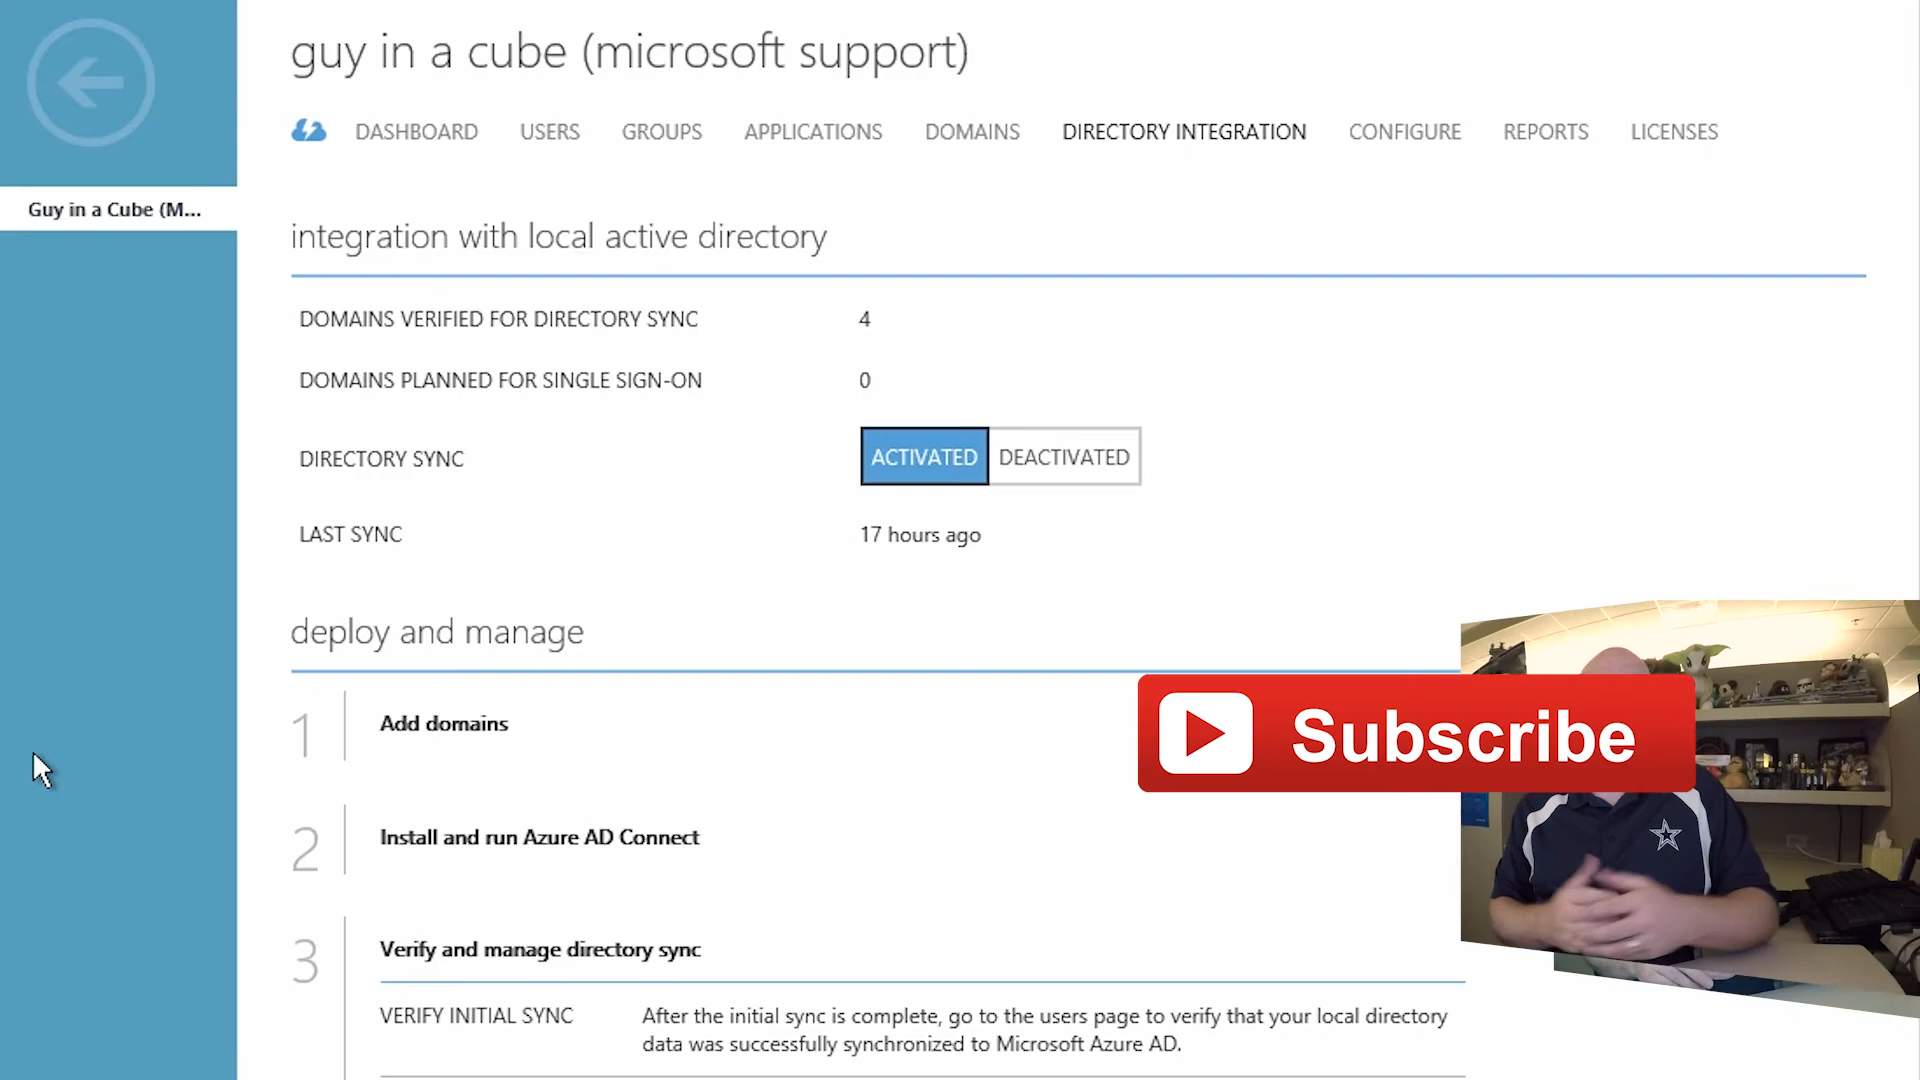 guy in a cube (microsoft support)
DASHBOARD USERS GROUPS APPLICATIONS DOMAINS DIRECTORY INTEGRATION CONFIGURE REPORTS LICENSES
Guy in a Cube (M...
integration with local active directory
DOMAINS VERIFIED FOR DIRECTORY SYNC 4
DOMAINS PLANNED FOR SINGLE SIGN-ON 0
DIRECTORY SYNC ACTIVATED DEACTIVATED
LAST SYNC 17 hours ago
deploy and manage
1 Add domains
Subscribe
2 Install and run Azure AD Connect
3 Verify and manage directory sync
VERIFY INITIAL SYNC After the initial sync is complete, go to the users page to verify that your local directory
data was successfully synchronized to Microsoft Azure AD.